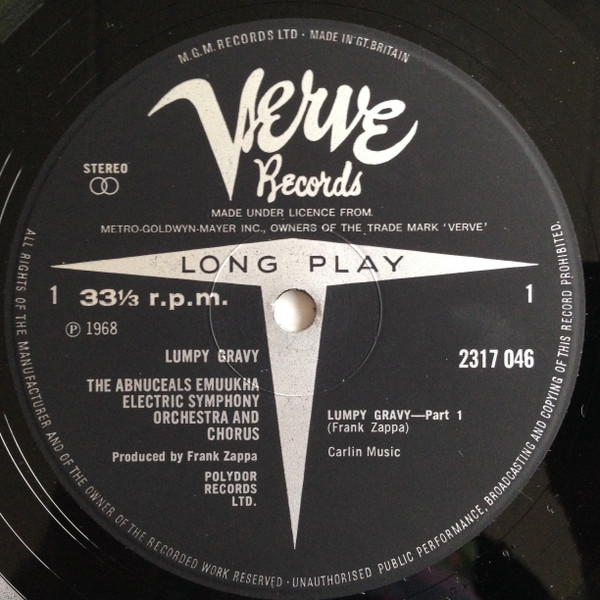 M.G.M. RECORDS LTD · MADE IN GT. BRITAIN
Verve
Records
STEREO
MADE UNDER LICENCE FROM
METRO-GOLDWYN-MAYER INC., OWNERS OF THE TRADE MARK 'VERVE'
LONG PLAY
1 33⅓ r.p.m. 1
℗ 1968
LUMPY GRAVY 2317 046
THE ABNUCEALS EMUUKHA
ELECTRIC SYMPHONY
ORCHESTRA AND
CHORUS
LUMPY GRAVY—Part 1
(Frank Zappa)
Carlin Music
Produced by Frank Zappa
POLYDOR
RECORDS
LTD.
ALL RIGHTS OF THE MANUFACTURER AND OF THE OWNER OF THE RECORDED WORK RESERVED · UNAUTHORISED PUBLIC PERFORMANCE, BROADCASTING AND COPYING OF THIS RECORD PROHIBITED.